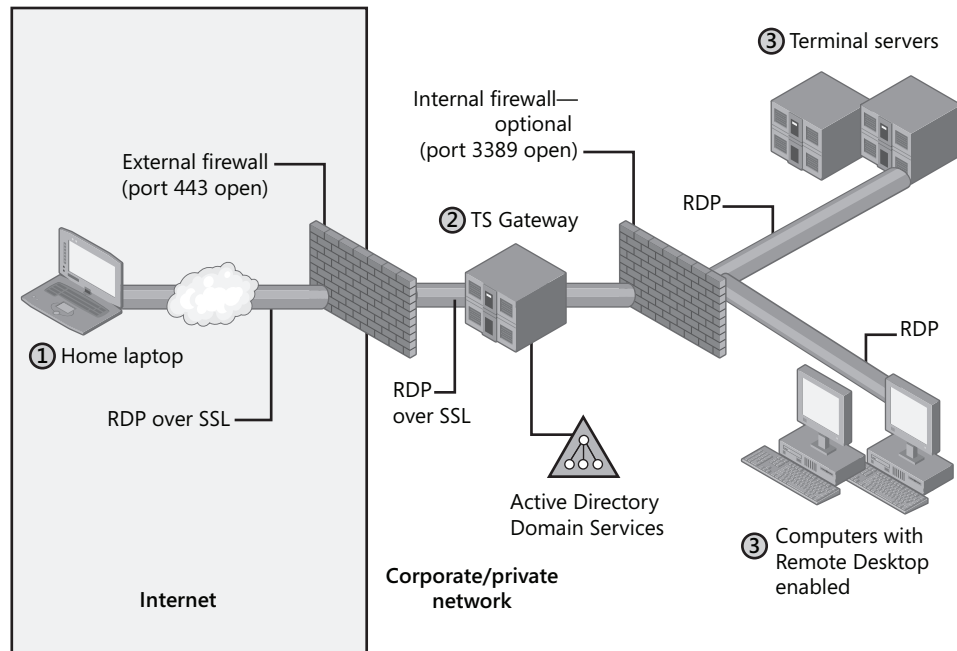 ③ Terminal servers
Internal firewall—
optional
(port 3389 open)
External firewall
(port 443 open)
RDP
② TS Gateway
RDP
① Home laptop
RDP
over SSL
RDP over SSL
Active Directory
Domain Services
③ Computers with
Remote Desktop
enabled
Corporate/private
network
Internet